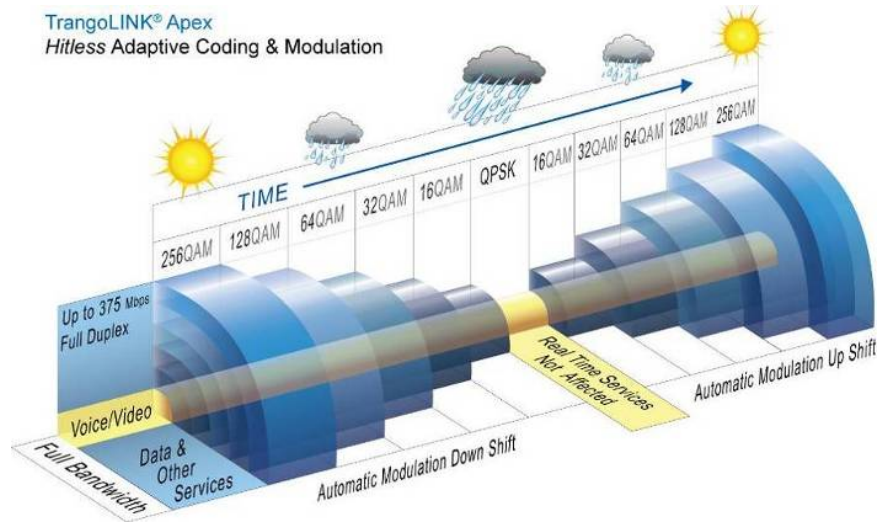 TrangoLINK® Apex
Hitless Adaptive Coding & Modulation
TIME
256QAM
128QAM
64QAM
32QAM
16QAM
QPSK
16QAM
32QAM
64QAM
128QAM
256QAM
Up to 375 Mbps
Full Duplex
Voice/Video
Full Bandwidth
Data &
Other
Services
Automatic Modulation Down Shift
Real Time Services
Not Affected
Automatic Modulation Up Shift